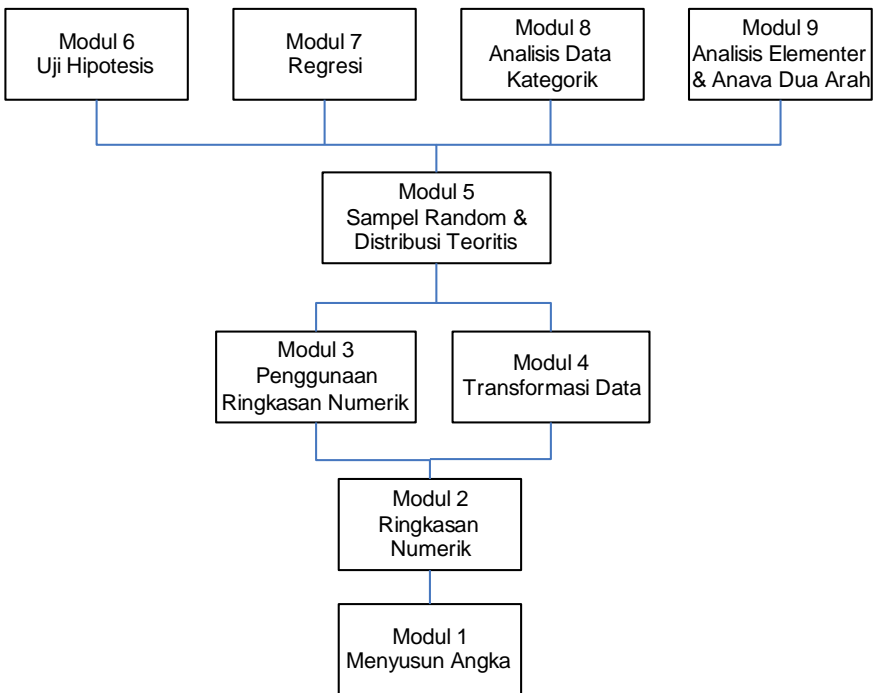 Modul 6
Uji Hipotesis
Modul 7
Regresi
Modul 8
Analisis Data
Kategorik
Modul 9
Analisis Elementer
& Anava Dua Arah
Modul 5
Sampel Random &
Distribusi Teoritis
Modul 3
Penggunaan
Ringkasan Numerik
Modul 4
Transformasi Data
Modul 2
Ringkasan
Numerik
Modul 1
Menyusun Angka